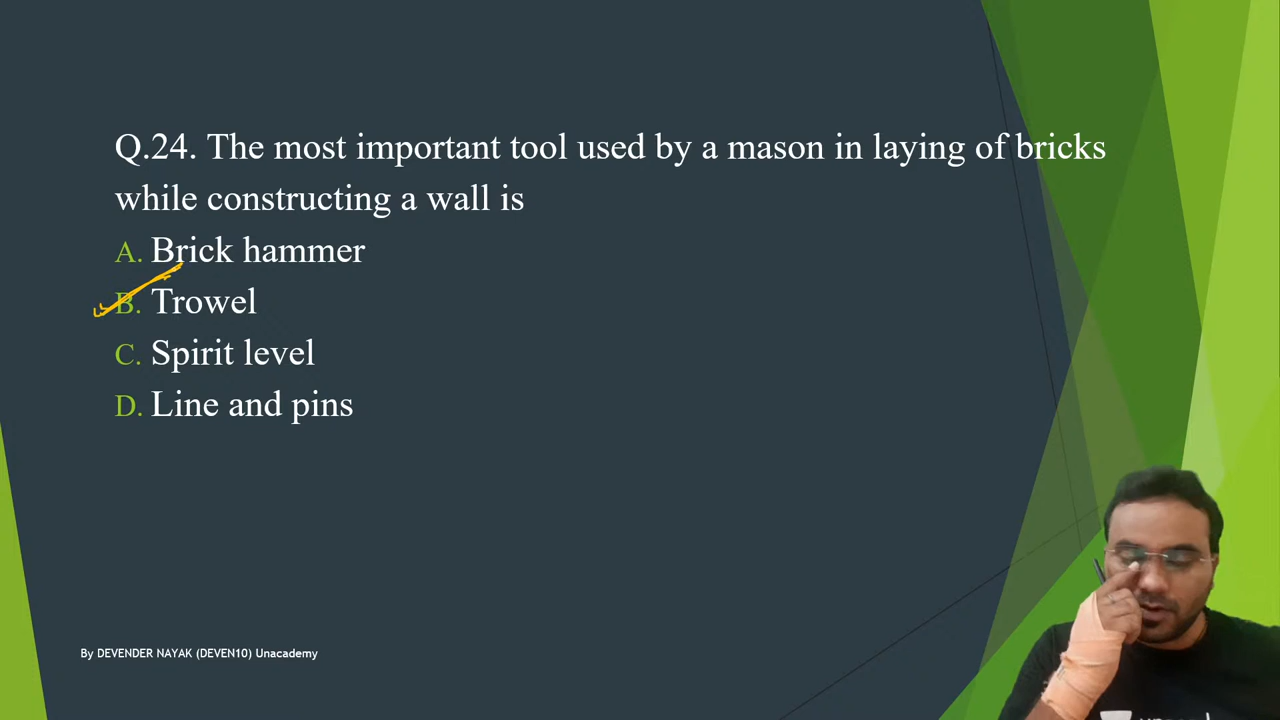 Q.24. The most important tool used by a mason in laying of bricks
while constructing a wall is
A. Brick hammer
B. Trowel
C. Spirit level
D. Line and pins
By DEVENDER NAYAK (DEVEN10) Unacademy